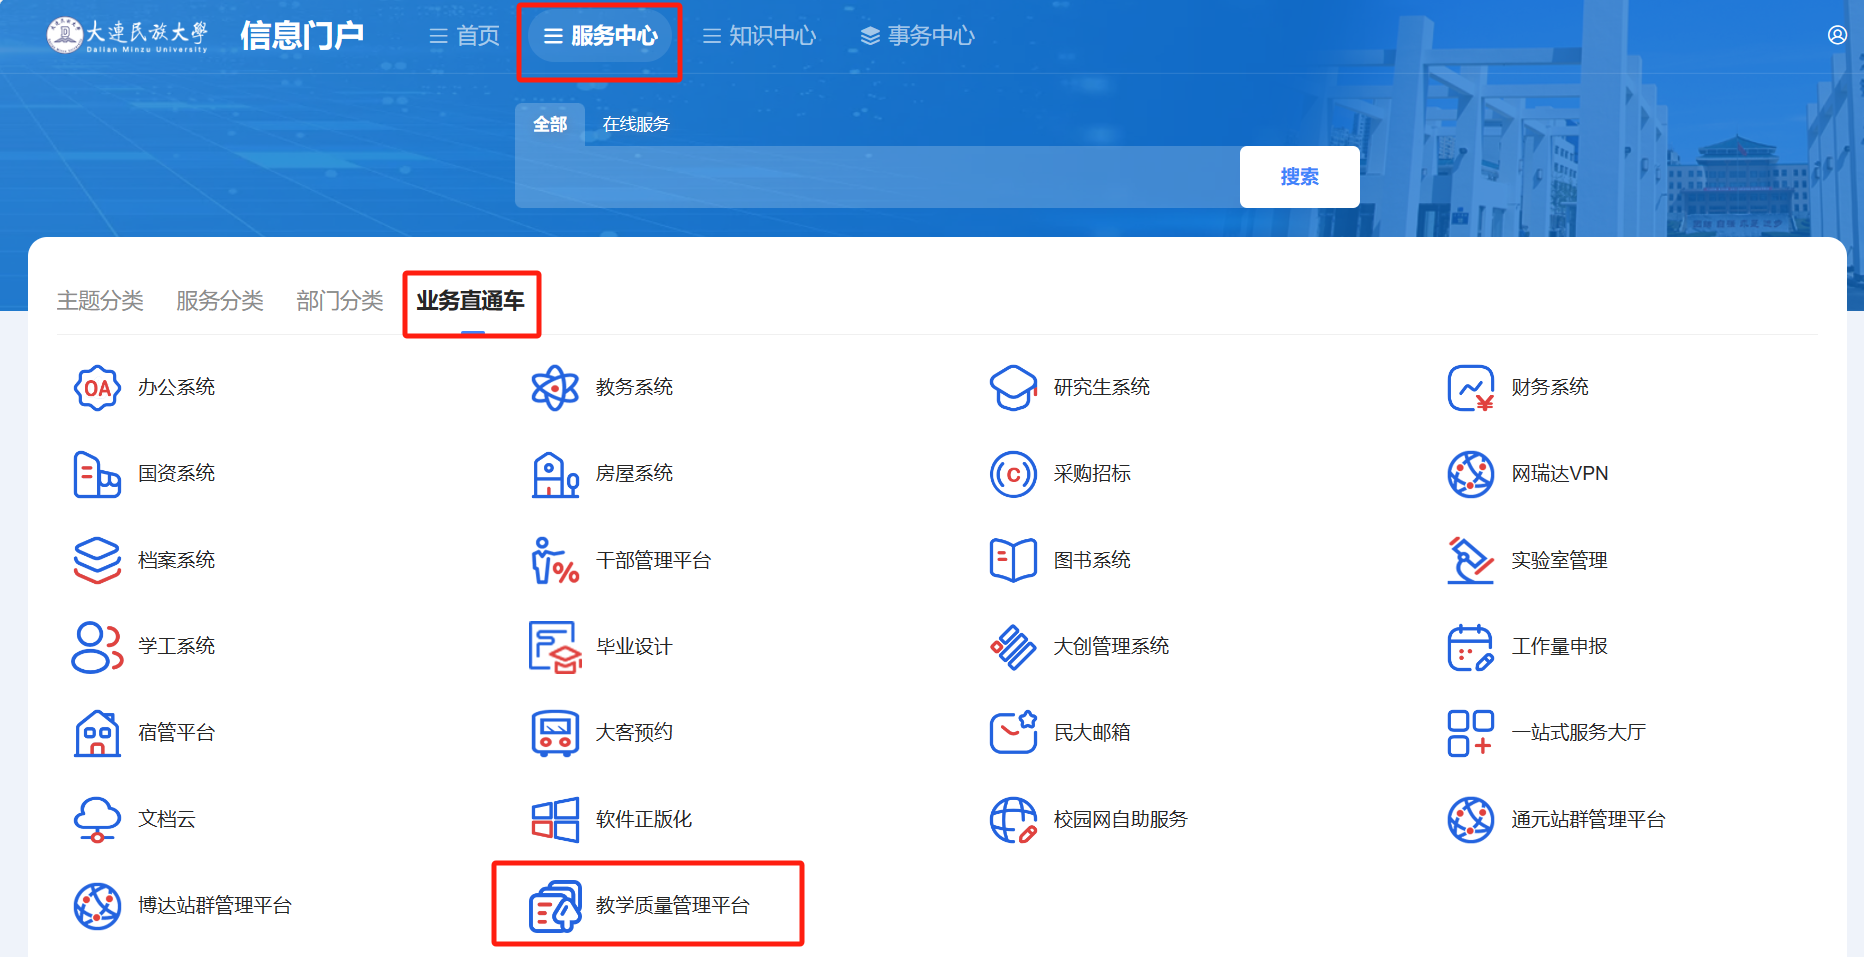 大連民族大學
Dalian Minzu University
信息门户
首页
服务中心
知识中心
事务中心
全部
在线服务
搜索
主题分类
服务分类
部门分类
业务直通车
OA
办公系统
教务系统
研究生系统
¥
财务系统
国资系统
房屋系统
C
采购招标
网瑞达VPN
档案系统
%
干部管理平台
图书系统
实验室管理
学工系统
毕业设计
大创管理系统
工作量申报
宿管平台
大客预约
民大邮箱
一站式服务大厅
文档云
软件正版化
校园网自助服务
通元站群管理平台
博达站群管理平台
教学质量管理平台